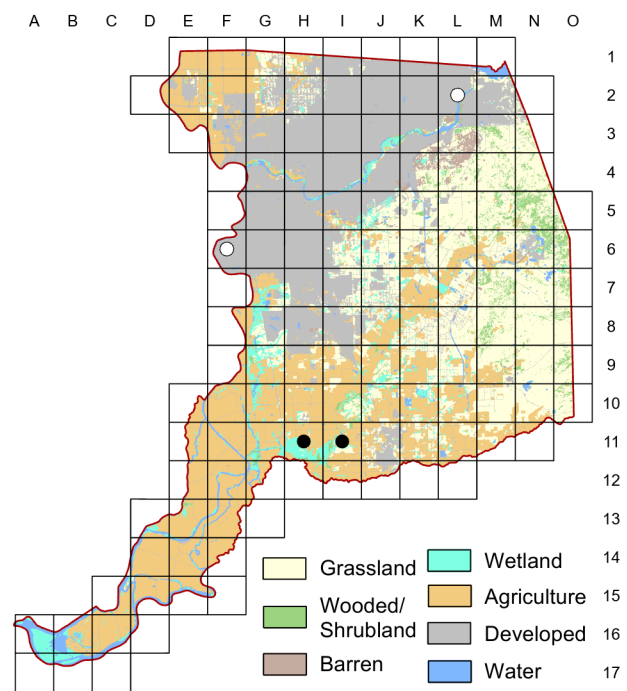 A B C D E F G H I J K L M N O
1
2
3
4
5
6
7
8
9
10
11
12
13
14
15
16
17
Grassland
Wooded/
Shrubland
Barren
Wetland
Agriculture
Developed
Water